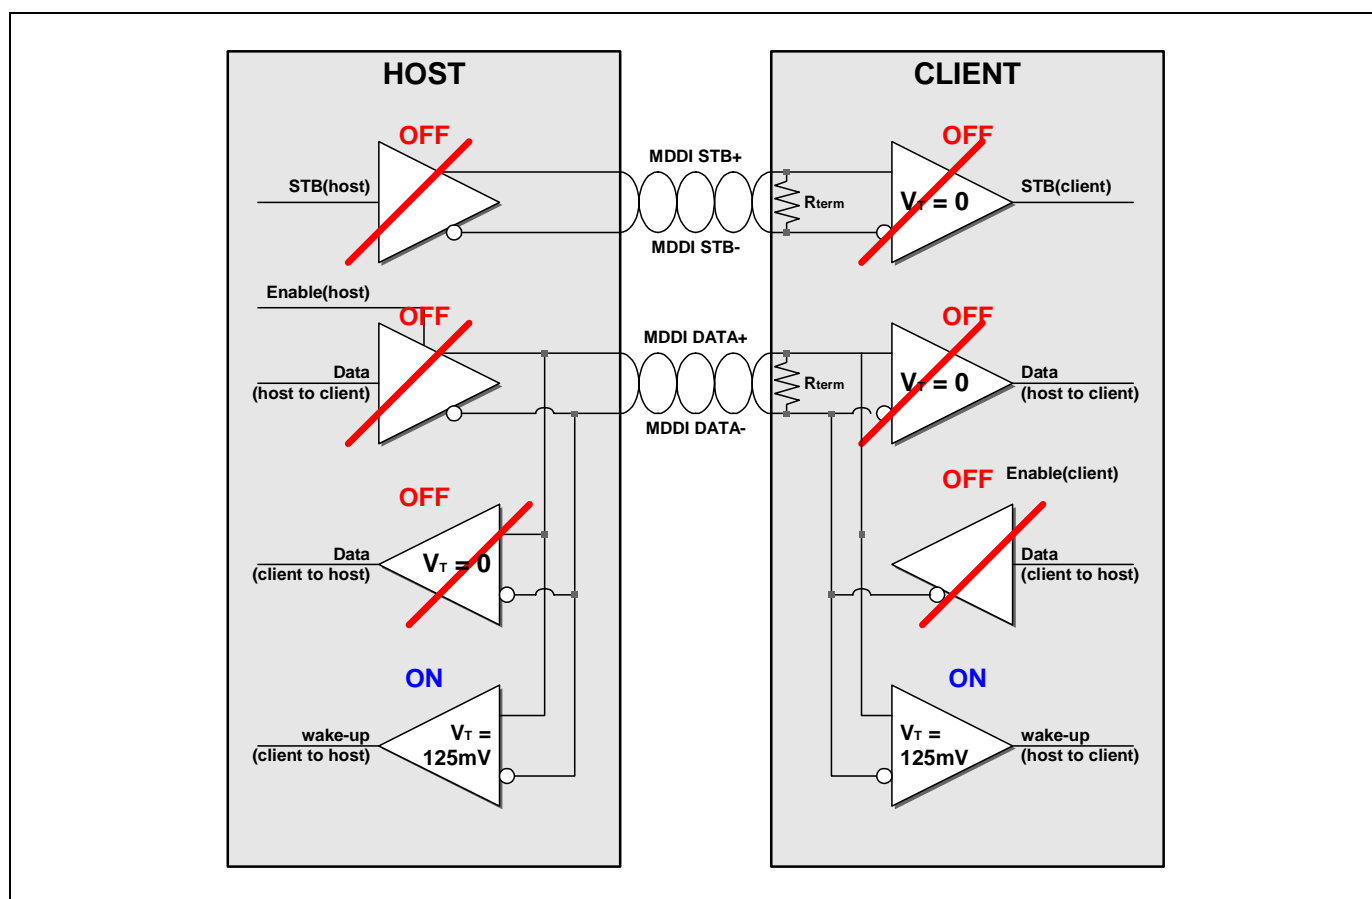 HOST
CLIENT
OFF
OFF
STB(host)
MDDI STB+
Rterm
VT = 0
STB(client)
MDDI STB-
Enable(host)
OFF
OFF
MDDI DATA+
Data
(host to client)
Rterm
VT = 0
Data
(host to client)
MDDI DATA-
OFF
OFF
Enable(client)
Data
(client to host)
VT = 0
Data
(client to host)
ON
ON
wake-up
(client to host)
VT =
125mV
VT =
125mV
wake-up
(host to client)